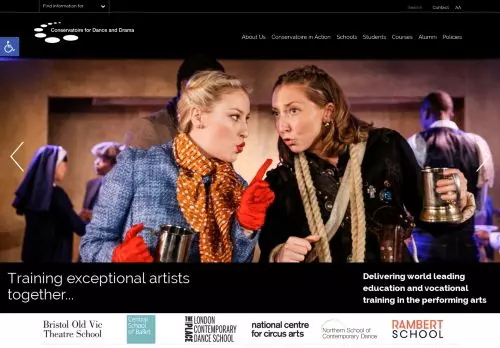 Find information for
Search
Contact
AA
Conservatoire for Dance and Drama
About Us
Conservatoire in Action
Schools
Students
Courses
Alumni
Policies
Training exceptional artists
together...
Delivering world leading
education and vocational
training in the performing arts
Bristol Old Vic
Theatre School
Central
School
of Ballet
THE PLACE
LONDON
CONTEMPORARY
DANCE SCHOOL
national centre
for circus arts
Northern School of
Contemporary Dance
RAMBERT
SCHOOL